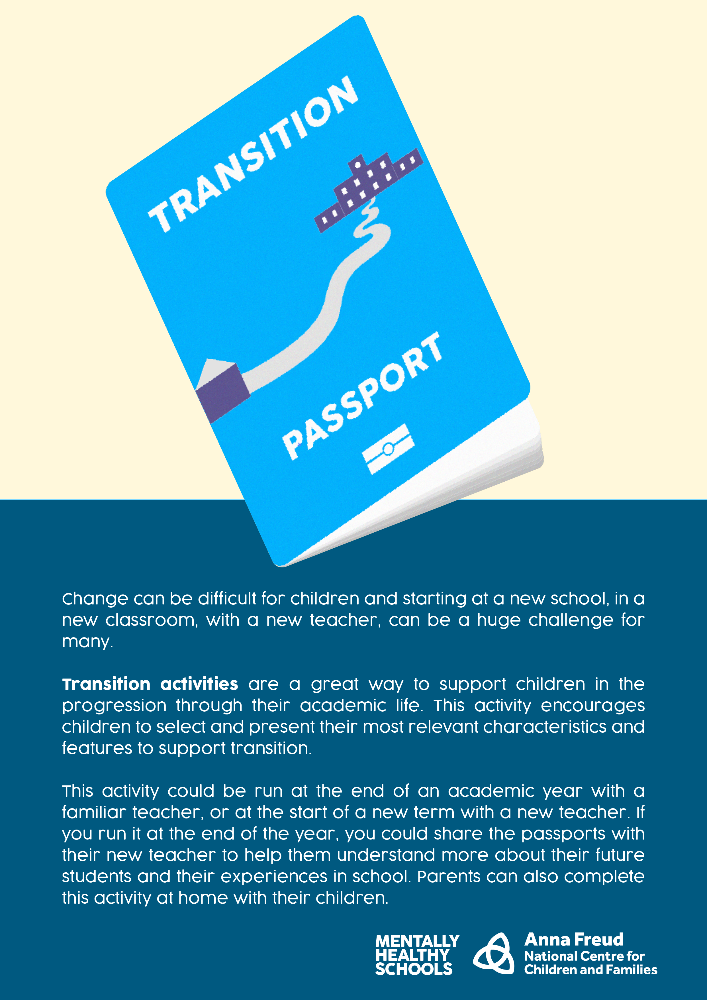 TRANSITION
PASSPORT
Change can be difficult for children and starting at a new school, in a
new classroom, with a new teacher, can be a huge challenge for
many.
Transition activities are a great way to support children in the
progression through their academic life. This activity encourages
children to select and present their most relevant characteristics and
features to support transition.
This activity could be run at the end of an academic year with a
familiar teacher, or at the start of a new term with a new teacher. If
you run it at the end of the year, you could share the passports with
their new teacher to help them understand more about their future
students and their experiences in school. Parents can also complete
this activity at home with their children.
MENTALLY
HEALTHY
SCHOOLS
Anna Freud
National Centre for
Children and Families